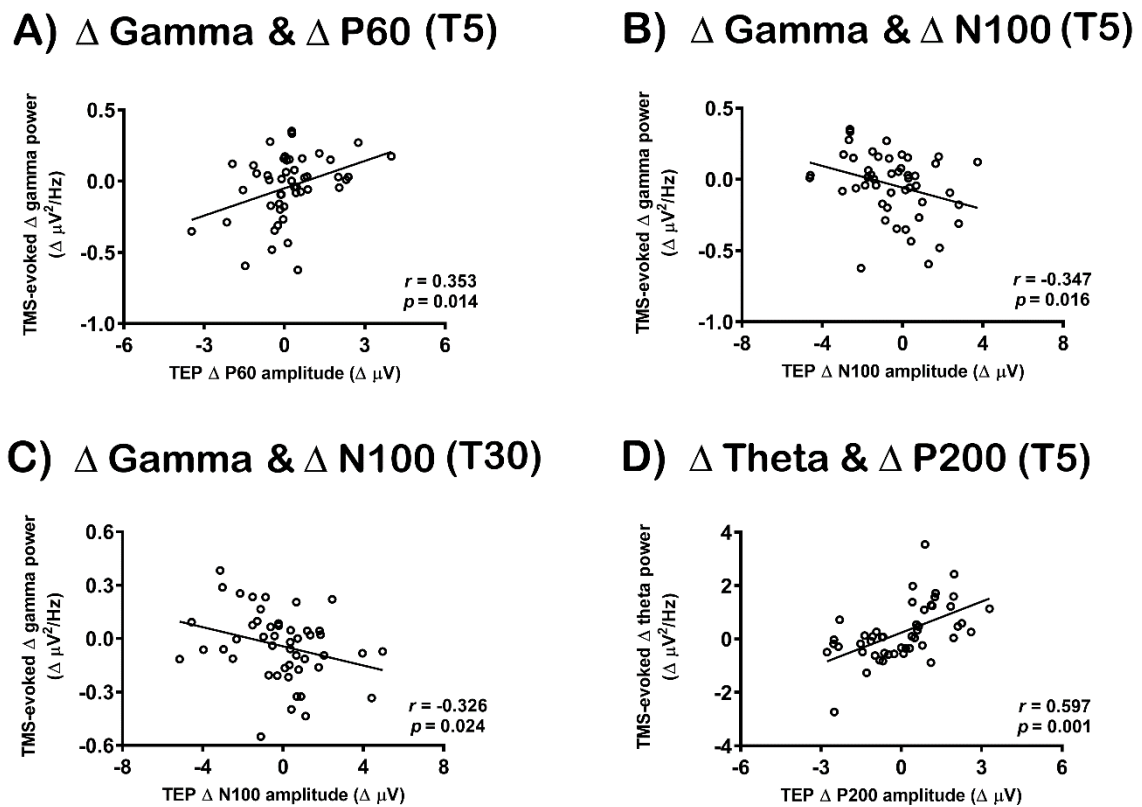 A) Δ Gamma & Δ P60 (T5)
TMS-evoked Δ gamma power
(Δ μV²/Hz)
0.5
0.0
-0.5
-1.0
r = 0.353
p = 0.014
-6 -3 0 3 6
TEP Δ P60 amplitude (Δ μV)
B) Δ Gamma & Δ N100 (T5)
TMS-evoked Δ gamma power
(Δ μV²/Hz)
0.5
0.0
-0.5
-1.0
r = -0.347
p = 0.016
-8 -4 0 4 8
TEP Δ N100 amplitude (Δ μV)
C) Δ Gamma & Δ N100 (T30)
TMS-evoked Δ gamma power
(Δ μV²/Hz)
0.6
0.3
0.0
-0.3
-0.6
r = -0.326
p = 0.024
-8 -4 0 4 8
TEP Δ N100 amplitude (Δ μV)
D) Δ Theta & Δ P200 (T5)
TMS-evoked Δ theta power
(Δ μV²/Hz)
4
2
0
-2
-4
r = 0.597
p = 0.001
-6 -3 0 3 6
TEP Δ P200 amplitude (Δ μV)